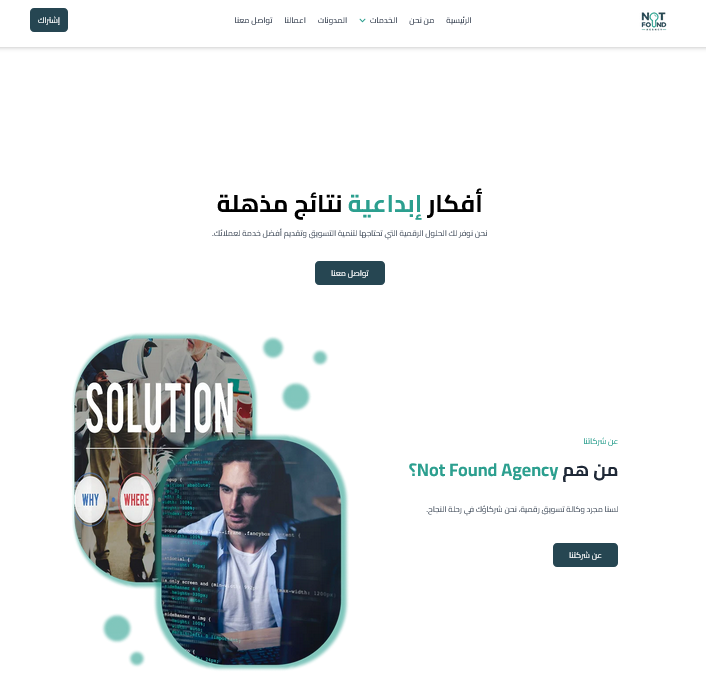 NOT
FOUND
AGENCY
الرئيسية
من نحن
الخدمات
المدونات
اعمالنا
تواصل معنا
إشتراك
أفكار إبداعية نتائج مذهلة
نحن نوفر لك الحلول الرقمية التي تحتاجها لتنمية التسويق وتقديم أفضل خدمة لعملائك.
تواصل معنا
عن شركاتنا
من هم Not Found Agency؟
لسنا مجرد وكالة تسويق رقمية، نحن شركاؤك في رحلة النجاح.
عن شركتنا
SOLUTION
WHY
WHERE